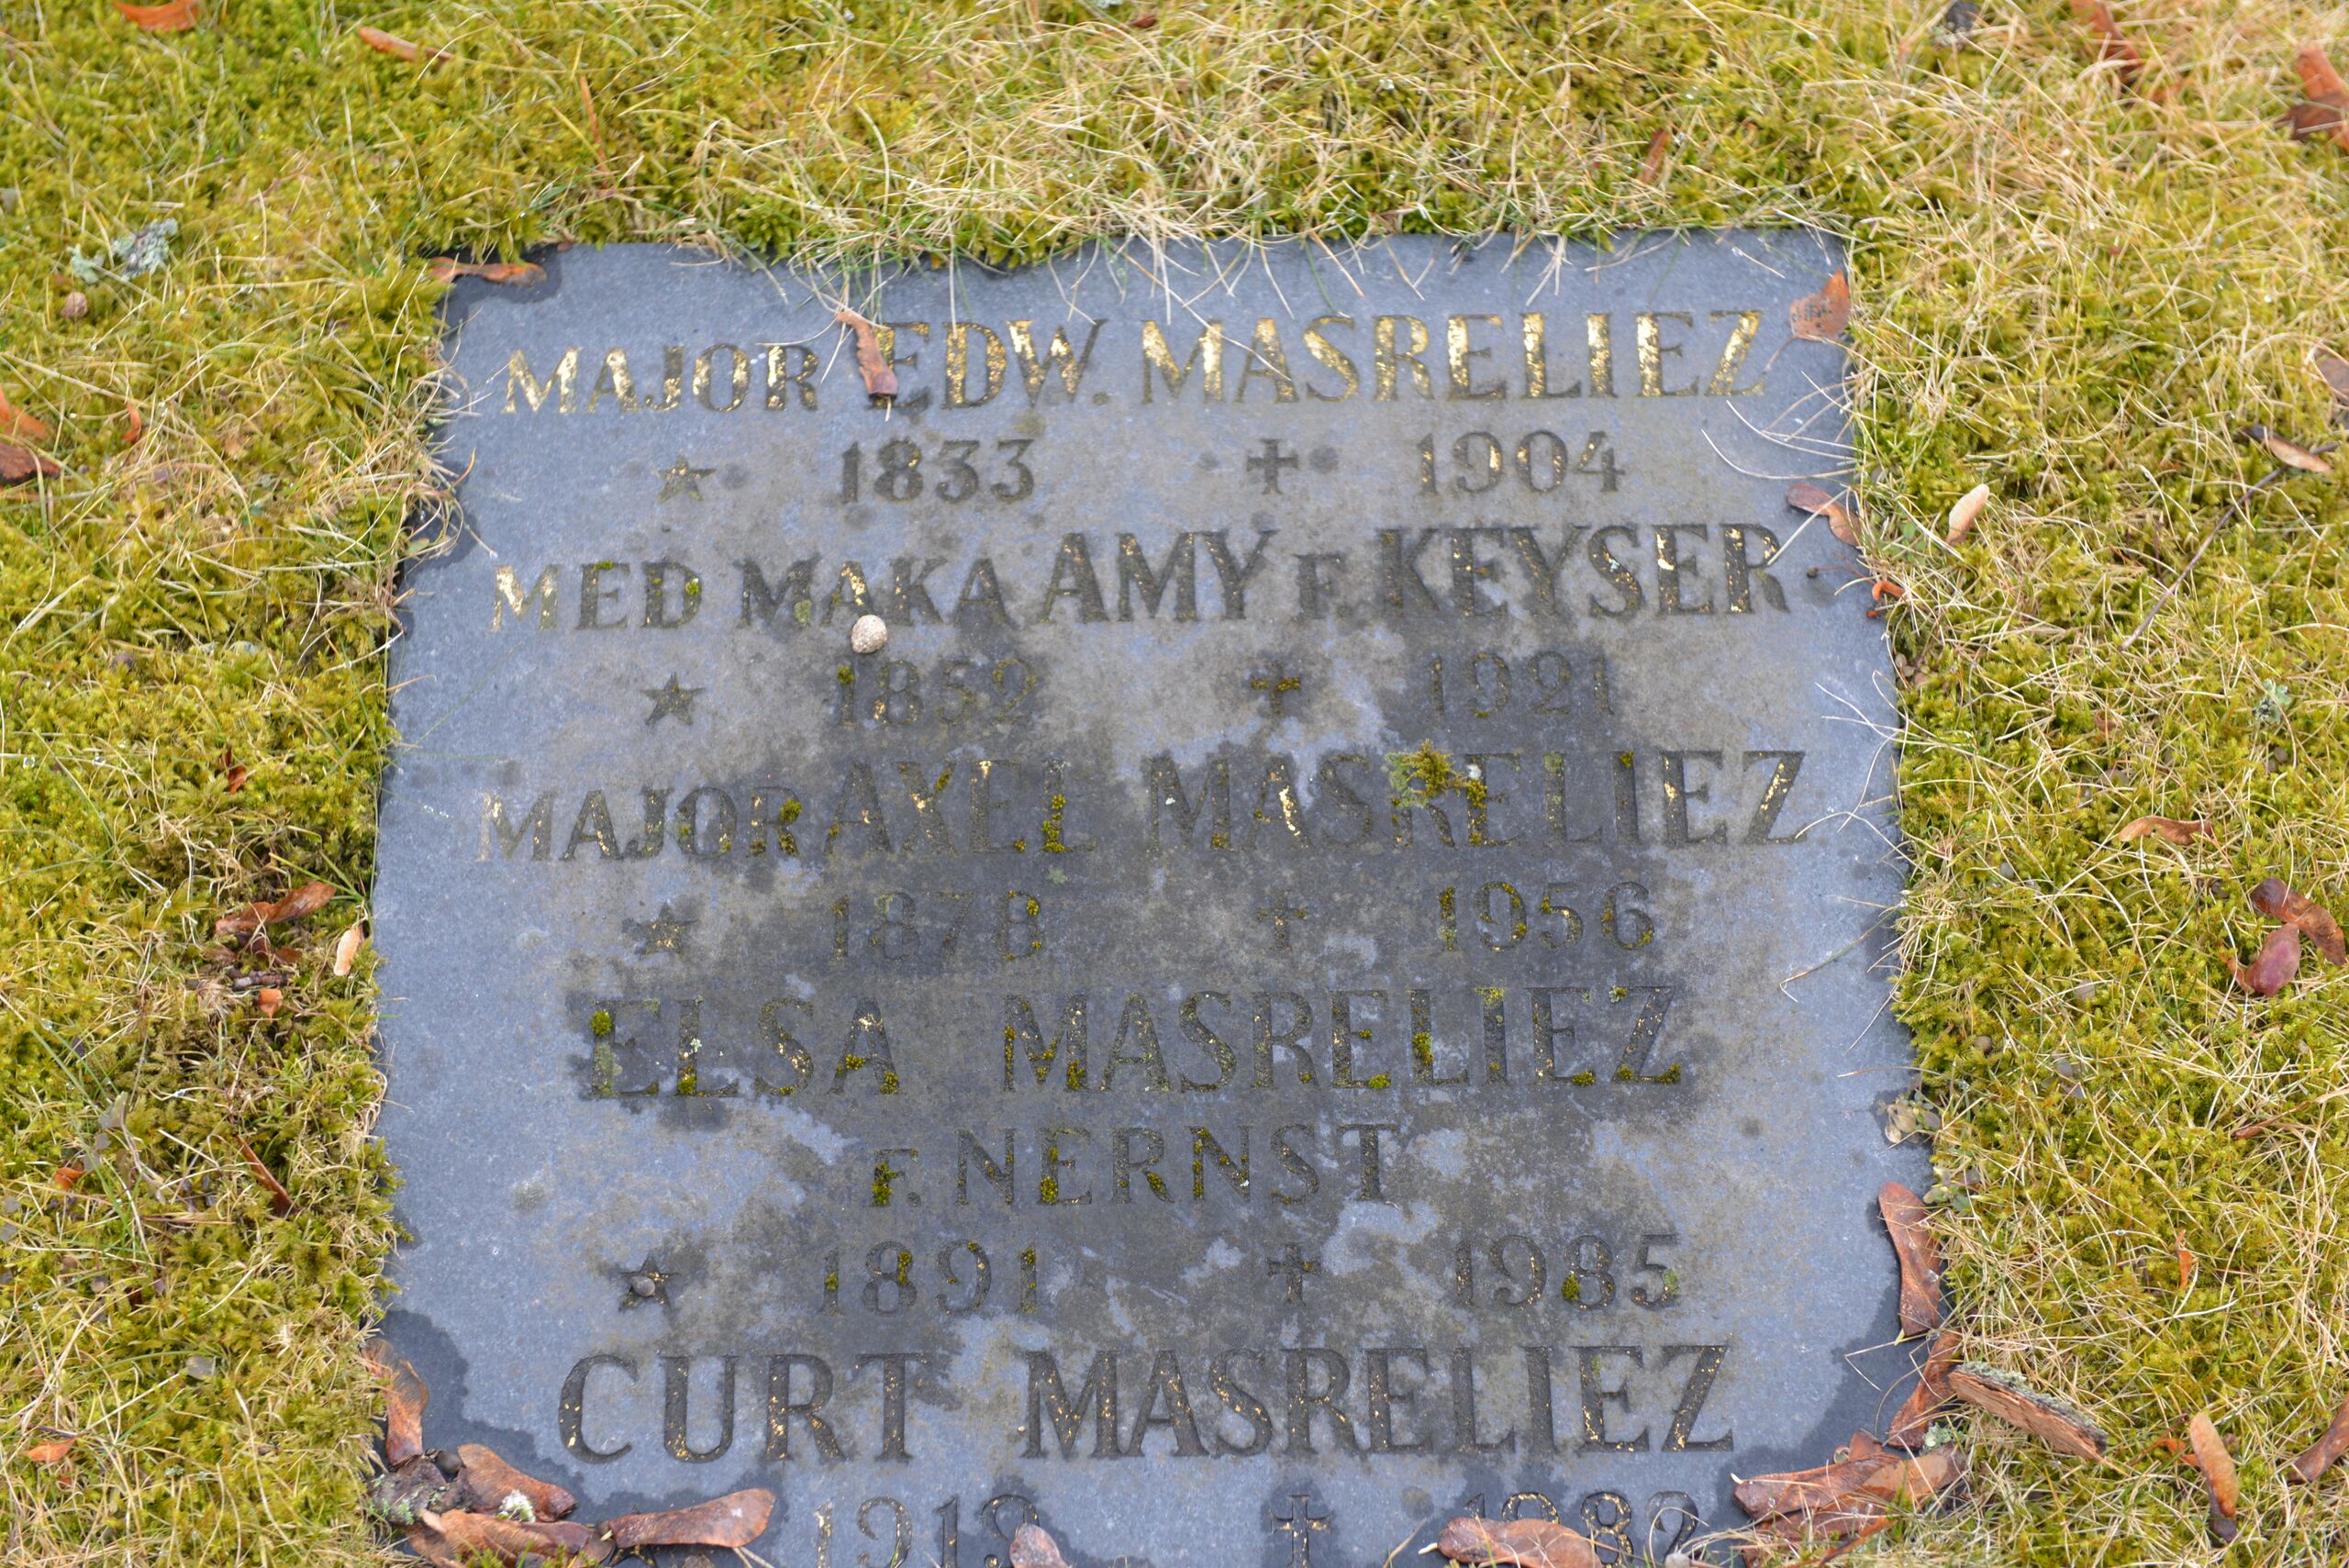 MAJOR EDW. MASRELIEZ
★ 1833 ✝ 1904
MED MAKA AMY F. KEYSER
★ 1852 ✝ 1921
MAJOR AXEL MASRELIEZ
★ 1878 ✝ 1956
ELSA MASRELIEZ
F. NERNST
★ 1891 ✝ 1985
CURT MASRELIEZ
✝